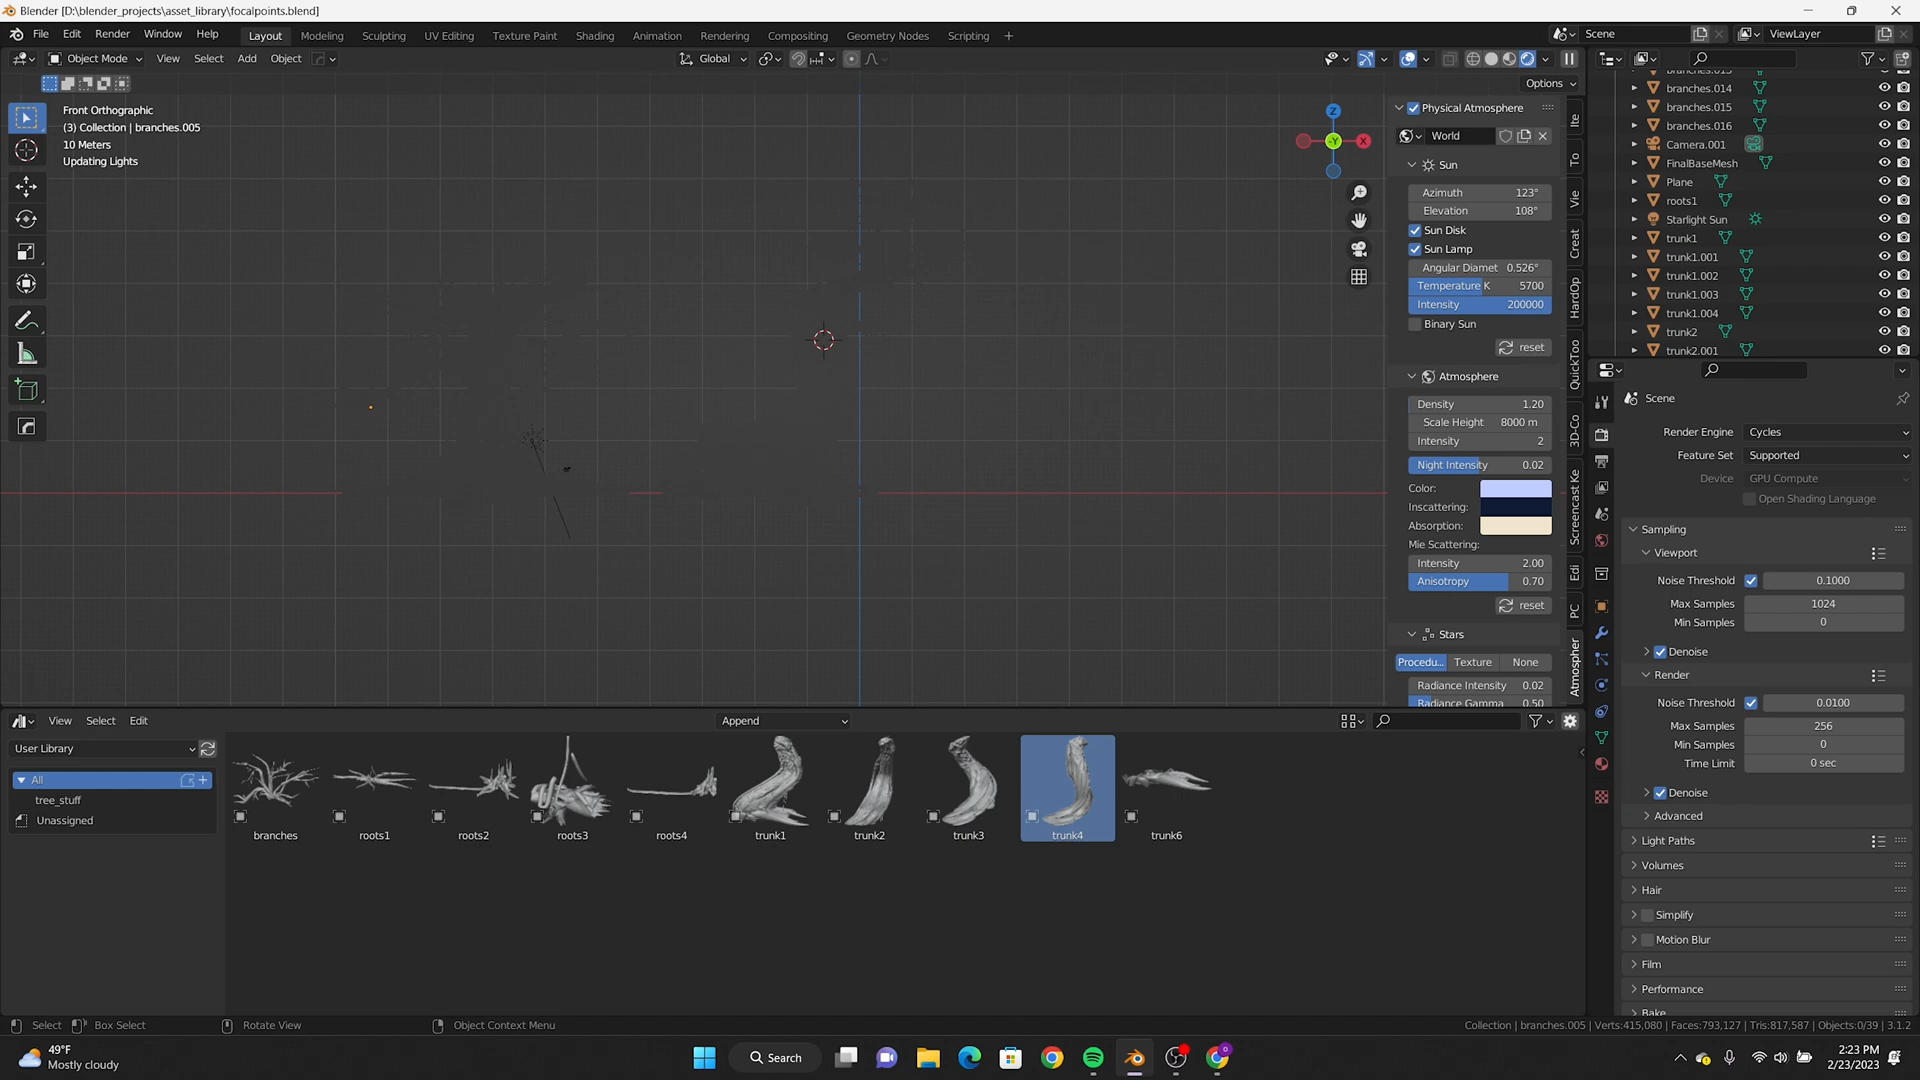 Blender [D:\blender_projects\asset_library\focalpoints.blend]
File Edit Render Window Help Layout Modeling Sculpting UV Editing Texture Paint Shading Animation Rendering Compositing Geometry Nodes Scripting + Scene ViewLayer
Object Mode View Select Add Object Global
Options
Front Orthographic
(3) Collection | branches.005
10 Meters
Updating Lights
Z
X
-Y
Physical Atmosphere
World
Sun
Azimuth 123°
Elevation 108°
Sun Disk
Sun Lamp
Angular Diamet 0.526°
Temperature K 5700
Intensity 200000
Binary Sun
reset
Atmosphere
Density 1.20
Scale Height 8000 m
Intensity 2
Night Intensity 0.02
Color:
Inscattering:
Absorption:
Mie Scattering:
Intensity 2.00
Anisotropy 0.70
reset
Stars
Procedu... Texture None
Radiance Intensity 0.02
Radiance Gamma 0.50
Ite
To
Vie
Creat
HardOp
QuickToo
3D-Co
Screencast Ke
Edi
PC
Atmospher
branches.013
branches.014
branches.015
branches.016
Camera.001
FinalBaseMesh
Plane
roots1
Starlight Sun
trunk1
trunk1.001
trunk1.002
trunk1.003
trunk1.004
trunk2
trunk2.001
Scene
Render Engine Cycles
Feature Set Supported
Device GPU Compute
Open Shading Language
Sampling
Viewport
Noise Threshold 0.1000
Max Samples 1024
Min Samples 0
Denoise
Render
Noise Threshold 0.0100
Max Samples 256
Min Samples 0
Time Limit 0 sec
Denoise
Advanced
Light Paths
Volumes
Hair
Simplify
Motion Blur
Film
Performance
Bake
View Select Edit Append
User Library
All
tree_stuff
Unassigned
branches roots1 roots2 roots3 roots4 trunk1 trunk2 trunk3 trunk4 trunk6
Select Box Select Rotate View Object Context Menu Collection | branches.005 | Verts:415,080 | Faces:793,127 | Tris:817,587 | Objects:0/39 | 3.1.2
49°F
Mostly cloudy
Search
2:23 PM
2/23/2023